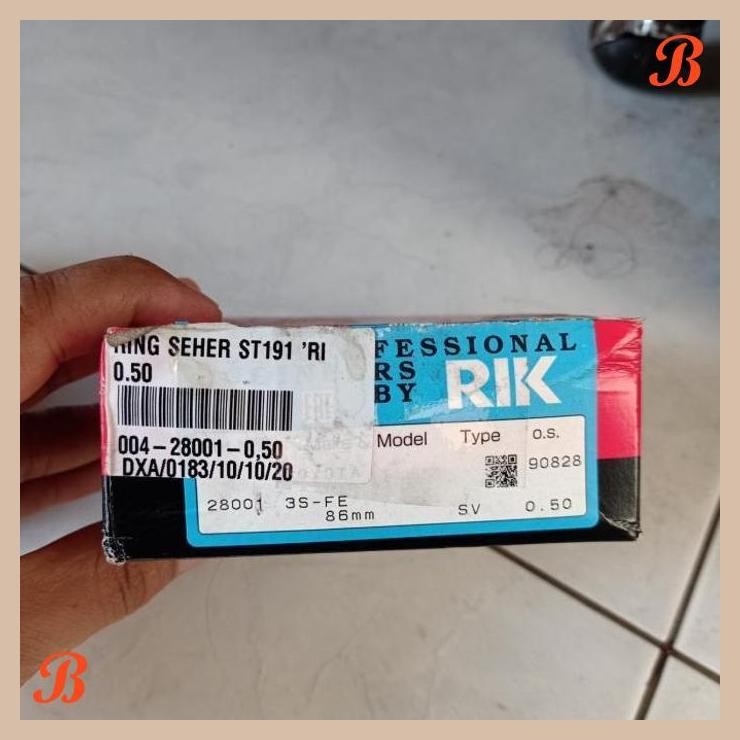 B
RING SEHER ST191 'RI
0.50
004-28001-0,50
DXA/0183/10/10/20
FESSIONAL
RS
BY RIK
Model Type o.s.
90828
28001 3S-FE SV 0.50
86mm
B